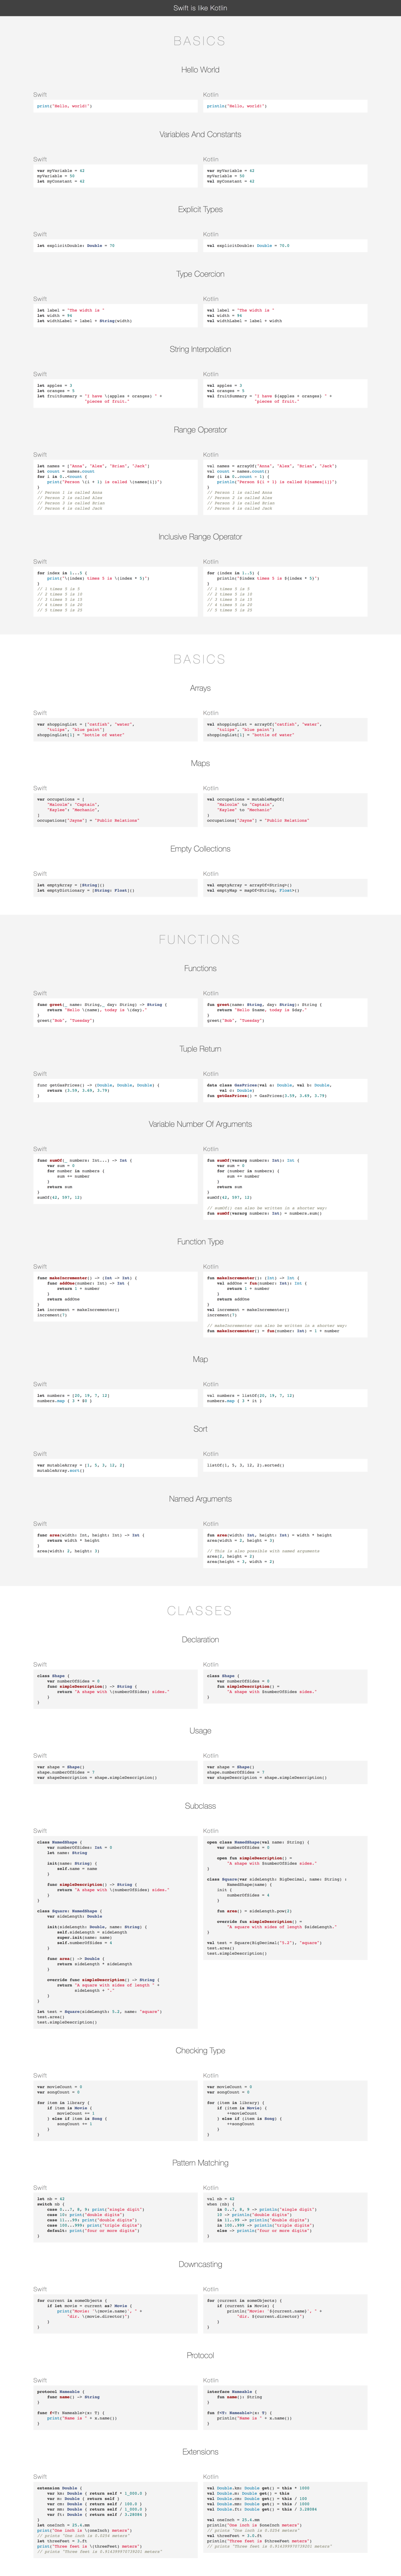 Swift is like Kotlin
BASICS
Hello World
Swift
print("Hello, world!")
Kotlin
println("Hello, world!")
Variables And Constants
Swift
var myVariable = 42
myVariable = 50
let myConstant = 42
Kotlin
var myVariable = 42
myVariable = 50
val myConstant = 42
Explicit Types
Swift
let explicitDouble: Double = 70
Kotlin
val explicitDouble: Double = 70.0
Type Coercion
Swift
let label = "The width is "
let width = 94
let widthLabel = label + String(width)
Kotlin
val label = "The width is "
val width = 94
val widthLabel = label + width
String Interpolation
Swift
let apples = 3
let oranges = 5
let fruitSummary = "I have \(apples + oranges) " +
"pieces of fruit."
Kotlin
val apples = 3
val oranges = 5
val fruitSummary = "I have ${apples + oranges} " +
"pieces of fruit."
Range Operator
Swift
let names = ["Anna", "Alex", "Brian", "Jack"]
let count = names.count
for i in 0..<count {
print("Person \(i + 1) is called \(names[i])")
}
// Person 1 is called Anna
// Person 2 is called Alex
// Person 3 is called Brian
// Person 4 is called Jack
Kotlin
val names = arrayOf("Anna", "Alex", "Brian", "Jack")
val count = names.count()
for (i in 0..count - 1) {
println("Person ${i + 1} is called ${names[i]}")
}
// Person 1 is called Anna
// Person 2 is called Alex
// Person 3 is called Brian
// Person 4 is called Jack
Inclusive Range Operator
Swift
for index in 1...5 {
print("\(index) times 5 is \(index * 5)")
}
// 1 times 5 is 5
// 2 times 5 is 10
// 3 times 5 is 15
// 4 times 5 is 20
// 5 times 5 is 25
Kotlin
for (index in 1..5) {
println("$index times 5 is ${index * 5}")
}
// 1 times 5 is 5
// 2 times 5 is 10
// 3 times 5 is 15
// 4 times 5 is 20
// 5 times 5 is 25
BASICS
Arrays
Swift
var shoppingList = ["catfish", "water",
"tulips", "blue paint"]
shoppingList[1] = "bottle of water"
Kotlin
val shoppingList = arrayOf("catfish", "water",
"tulips", "blue paint")
shoppingList[1] = "bottle of water"
Maps
Swift
var occupations = [
"Malcolm": "Captain",
"Kaylee": "Mechanic",
]
occupations["Jayne"] = "Public Relations"
Kotlin
val occupations = mutableMapOf(
"Malcolm" to "Captain",
"Kaylee" to "Mechanic"
)
occupations["Jayne"] = "Public Relations"
Empty Collections
Swift
let emptyArray = [String]()
let emptyDictionary = [String: Float]()
Kotlin
val emptyArray = arrayOf<String>()
val emptyMap = mapOf<String, Float>()
FUNCTIONS
Functions
Swift
func greet(_ name: String,_ day: String) -> String {
return "Hello \(name), today is \(day)."
}
greet("Bob", "Tuesday")
Kotlin
fun greet(name: String, day: String): String {
return "Hello $name, today is $day."
}
greet("Bob", "Tuesday")
Tuple Return
Swift
func getGasPrices() -> (Double, Double, Double) {
return (3.59, 3.69, 3.79)
}
Kotlin
data class GasPrices(val a: Double, val b: Double,
val c: Double)
fun getGasPrices() = GasPrices(3.59, 3.69, 3.79)
Variable Number Of Arguments
Swift
func sumOf(_ numbers: Int...) -> Int {
var sum = 0
for number in numbers {
sum += number
}
return sum
}
sumOf(42, 597, 12)
Kotlin
fun sumOf(vararg numbers: Int): Int {
var sum = 0
for (number in numbers) {
sum += number
}
return sum
}
sumOf(42, 597, 12)
// sumOf() can also be written in a shorter way:
fun sumOf(vararg numbers: Int) = numbers.sum()
Function Type
Swift
func makeIncrementer() -> (Int -> Int) {
func addOne(number: Int) -> Int {
return 1 + number
}
return addOne
}
let increment = makeIncrementer()
increment(7)
Kotlin
fun makeIncrementer(): (Int) -> Int {
val addOne = fun(number: Int): Int {
return 1 + number
}
return addOne
}
val increment = makeIncrementer()
increment(7)
// makeIncrementer can also be written in a shorter way:
fun makeIncrementer() = fun(number: Int) = 1 + number
Map
Swift
let numbers = [20, 19, 7, 12]
numbers.map { 3 * $0 }
Kotlin
val numbers = listOf(20, 19, 7, 12)
numbers.map { 3 * it }
Sort
Swift
var mutableArray = [1, 5, 3, 12, 2]
mutableArray.sort()
Kotlin
listOf(1, 5, 3, 12, 2).sorted()
Named Arguments
Swift
func area(width: Int, height: Int) -> Int {
return width * height
}
area(width: 2, height: 3)
Kotlin
fun area(width: Int, height: Int) = width * height
area(width = 2, height = 3)
// This is also possible with named arguments
area(2, height = 2)
area(height = 3, width = 2)
CLASSES
Declaration
Swift
class Shape {
var numberOfSides = 0
func simpleDescription() -> String {
return "A shape with \(numberOfSides) sides."
}
}
Kotlin
class Shape {
var numberOfSides = 0
fun simpleDescription() =
"A shape with $numberOfSides sides."
}
Usage
Swift
var shape = Shape()
shape.numberOfSides = 7
var shapeDescription = shape.simpleDescription()
Kotlin
var shape = Shape()
shape.numberOfSides = 7
var shapeDescription = shape.simpleDescription()
Subclass
Swift
class NamedShape {
var numberOfSides: Int = 0
let name: String
init(name: String) {
self.name = name
}
func simpleDescription() -> String {
return "A shape with \(numberOfSides) sides."
}
}
class Square: NamedShape {
var sideLength: Double
init(sideLength: Double, name: String) {
self.sideLength = sideLength
super.init(name: name)
self.numberOfSides = 4
}
func area() -> Double {
return sideLength * sideLength
}
override func simpleDescription() -> String {
return "A square with sides of length " +
sideLength + "."
}
}
let test = Square(sideLength: 5.2, name: "square")
test.area()
test.simpleDescription()
Kotlin
open class NamedShape(val name: String) {
var numberOfSides = 0
open fun simpleDescription() =
"A shape with $numberOfSides sides."
}
class Square(var sideLength: BigDecimal, name: String) :
NamedShape(name) {
init {
numberOfSides = 4
}
fun area() = sideLength.pow(2)
override fun simpleDescription() =
"A square with sides of length $sideLength."
}
val test = Square(BigDecimal("5.2"), "square")
test.area()
test.simpleDescription()
Checking Type
Swift
var movieCount = 0
var songCount = 0
for item in library {
if item is Movie {
movieCount += 1
} else if item is Song {
songCount += 1
}
}
Kotlin
var movieCount = 0
var songCount = 0
for (item in library) {
if (item is Movie) {
++movieCount
} else if (item is Song) {
++songCount
}
}
Pattern Matching
Swift
let nb = 42
switch nb {
case 0...7, 8, 9: print("single digit")
case 10: print("double digits")
case 11...99: print("double digits")
case 100...999: print("triple digits")
default: print("four or more digits")
}
Kotlin
val nb = 42
when (nb) {
in 0..7, 8, 9 -> println("single digit")
10 -> println("double digits")
in 11..99 -> println("double digits")
in 100..999 -> println("triple digits")
else -> println("four or more digits")
}
Downcasting
Swift
for current in someObjects {
if let movie = current as? Movie {
print("Movie: '\(movie.name)', " +
"dir. \(movie.director)")
}
}
Kotlin
for (current in someObjects) {
if (current is Movie) {
println("Movie: '${current.name}', " +
"dir. ${current.director}")
}
}
Protocol
Swift
protocol Nameable {
func name() -> String
}
func f<T: Nameable>(x: T) {
print("Name is " + x.name())
}
Kotlin
interface Nameable {
fun name(): String
}
fun f<T: Nameable>(x: T) {
println("Name is " + x.name())
}
Extensions
Swift
extension Double {
var km: Double { return self * 1_000.0 }
var m: Double { return self }
var cm: Double { return self / 100.0 }
var mm: Double { return self / 1_000.0 }
var ft: Double { return self / 3.28084 }
}
let oneInch = 25.4.mm
print("One inch is \(oneInch) meters")
// prints "One inch is 0.0254 meters"
let threeFeet = 3.ft
print("Three feet is \(threeFeet) meters")
// prints "Three feet is 0.914399970739201 meters"
Kotlin
val Double.km: Double get() = this * 1000
val Double.m: Double get() = this
val Double.cm: Double get() = this / 100
val Double.mm: Double get() = this / 1000
val Double.ft: Double get() = this / 3.28084
val oneInch = 25.4.mm
println("One inch is $oneInch meters")
// prints "One inch is 0.0254 meters"
val threeFeet = 3.0.ft
println("Three feet is $threeFeet meters")
// prints "Three feet is 0.914399970739201 meters"